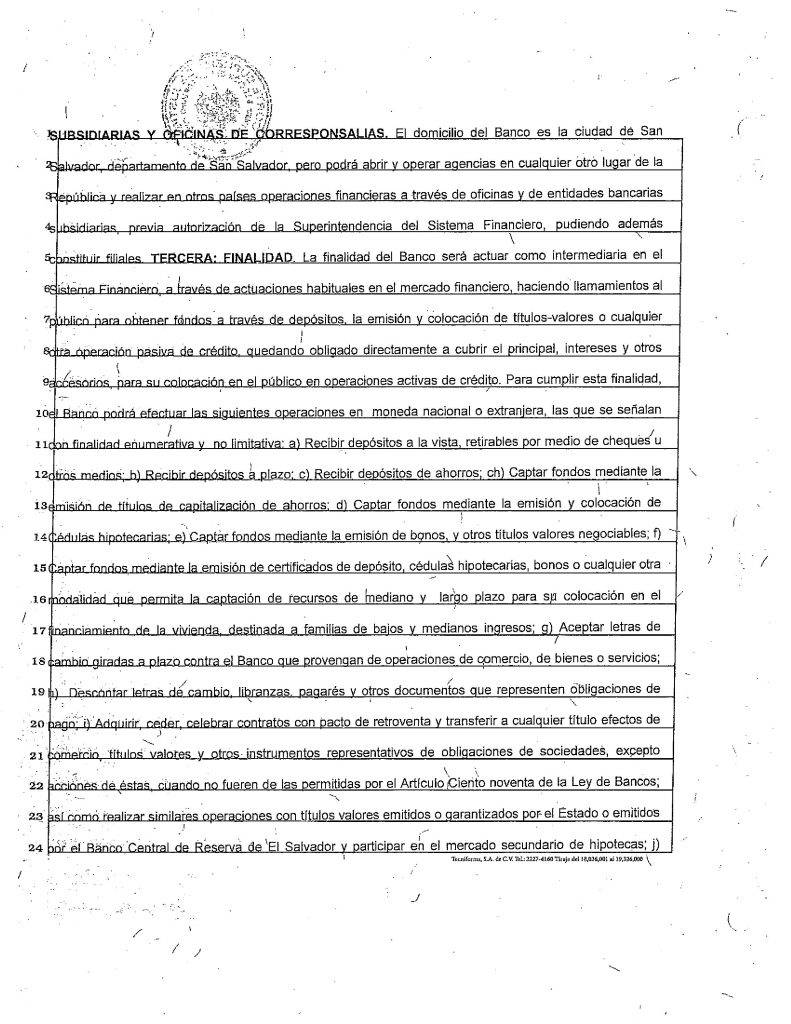 1 SUBSIDIARIAS Y OFICINAS DE CORRESPONSALIAS. El domicilio del Banco es la ciudad de San
2 Salvador, departamento de San Salvador, pero podrá abrir y operar agencias en cualquier otro lugar de la
3 República y realizar en otros países operaciones financieras a través de oficinas y de entidades bancarias
4 subsidiarias, previa autorización de la Superintendencia del Sistema Financiero, pudiendo además
5 constituir filiales. TERCERA: FINALIDAD. La finalidad del Banco será actuar como intermediaria en el
6 Sistema Financiero, a través de actuaciones habituales en el mercado financiero, haciendo llamamientos al
7 público para obtener fondos a través de depósitos, la emisión y colocación de títulos-valores o cualquier
8 otra operación pasiva de crédito, quedando obligado directamente a cubrir el principal, intereses y otros
9 accesorios, para su colocación en el público en operaciones activas de crédito. Para cumplir esta finalidad,
10 el Banco podrá efectuar las siguientes operaciones en moneda nacional o extranjera, las que se señalan
11 con finalidad enumerativa y no limitativa: a) Recibir depósitos a la vista, retirables por medio de cheques u
12 otros medios; b) Recibir depósitos a plazo; c) Recibir depósitos de ahorros; ch) Captar fondos mediante la
13 emisión de títulos de capitalización de ahorros; d) Captar fondos mediante la emisión y colocación de
14 Cédulas hipotecarias; e) Captar fondos mediante la emisión de bonos, y otros titulos valores negociables; f)
15 Captar fondos mediante la emisión de certificados de depósito, cédulas hipotecarias, bonos o cualquier otra
16 modalidad que permita la captación de recursos de mediano y largo plazo para su colocación en el
17 financiamiento de la vivienda, destinada a familias de bajos y medianos ingresos; g) Aceptar letras de
18 cambio giradas a plazo contra el Banco que provengan de operaciones de comercio, de bienes o servicios;
19 h) Descontar letras de cambio, libranzas, pagarés y otros documentos que representen obligaciones de
20 pago; i) Adquirir, ceder, celebrar contratos con pacto de retroventa y transferir a cualquier título efectos de
21 comercio, títulos valores y otros instrumentos representativos de obligaciones de sociedades, excepto
22 acciones de éstas, cuando no fueren de las permitidas por el Artículo Ciento noventa de la Ley de Bancos;
23 así como realizar similares operaciones con títulos valores emitidos o garantizados por el Estado o emitidos
24 por el Banco Central de Reserva de El Salvador y participar en el mercado secundario de hipotecas; j)
Tecniforms, S.A. de C.V. Tel.: 2227-4160 Tiraje del 18,036,001 al 19,536,000